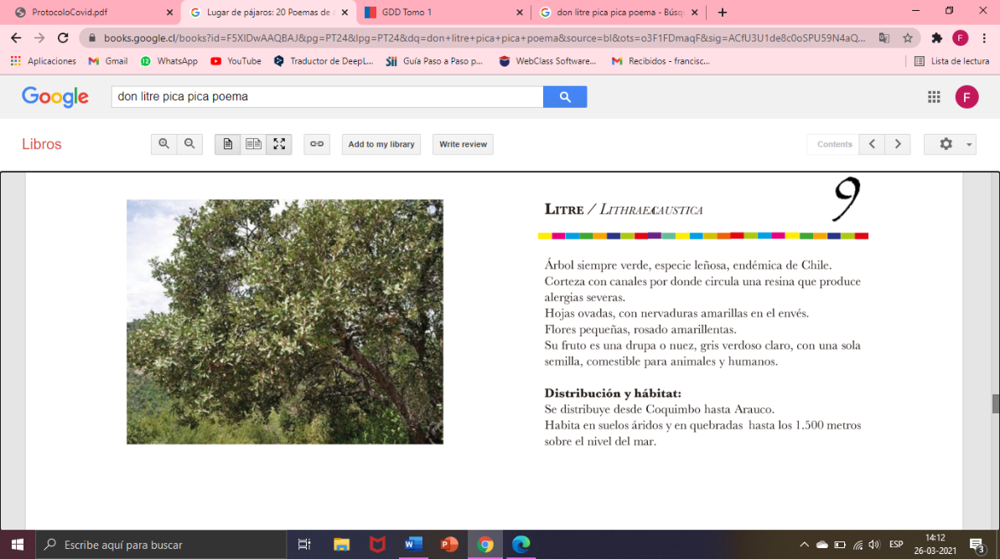 ProtocoloCovid.pdf
Lugar de pájaros: 20 Poemas de a
GDD Tomo 1
don litre pica pica poema - Búsqu
books.google.cl/books?id=F5XIDwAAQBAJ&pg=PT24&lpg=PT24&dq=don+litre+pica+pica+poema&source=bl&ots=o3F1FDmaqF&sig=ACfU3U1de8c0oSPU59N4aQ...
Aplicaciones
Gmail
WhatsApp
YouTube
Traductor de DeepL...
Guía Paso a Paso p...
WebClass Software...
Recibidos - francisc...
Lista de lectura
Google
don litre pica pica poema
F
Libros
Add to my library
Write review
Contents
9
LITRE / LITHRAECAUSTICA
Árbol siempre verde, especie leñosa, endémica de Chile.
Corteza con canales por donde circula una resina que produce
alergias severas.
Hojas ovadas, con nervaduras amarillas en el envés.
Flores pequeñas, rosado amarillentas.
Su fruto es una drupa o nuez, gris verdoso claro, con una sola
semilla, comestible para animales y humanos.
Distribución y hábitat:
Se distribuye desde Coquimbo hasta Arauco.
Habita en suelos áridos y en quebradas hasta los 1.500 metros
sobre el nivel del mar.
Escribe aquí para buscar
ESP
14:12
26-03-2021
3